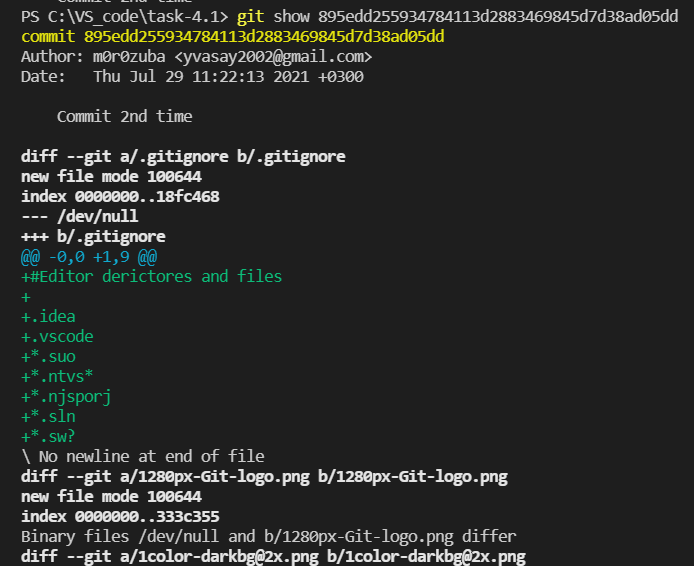 Commit 2nd time
PS C:\VS_code\task-4.1> git show 895edd255934784113d2883469845d7d38ad05dd
commit 895edd255934784113d2883469845d7d38ad05dd
Author: m0r0zuba <yvasay2002@gmail.com>
Date:   Thu Jul 29 11:22:13 2021 +0300
    Commit 2nd time
diff --git a/.gitignore b/.gitignore
new file mode 100644
index 0000000..18fc468
--- /dev/null
+++ b/.gitignore
@@ -0,0 +1,9 @@
+#Editor derictores and files
+
+.idea
+.vscode
+*.suo
+*.ntvs*
+*.njsporj
+*.sln
+*.sw?
\ No newline at end of file
diff --git a/1280px-Git-logo.png b/1280px-Git-logo.png
new file mode 100644
index 0000000..333c355
Binary files /dev/null and b/1280px-Git-logo.png differ
diff --git a/1color-darkbg@2x.png b/1color-darkbg@2x.png